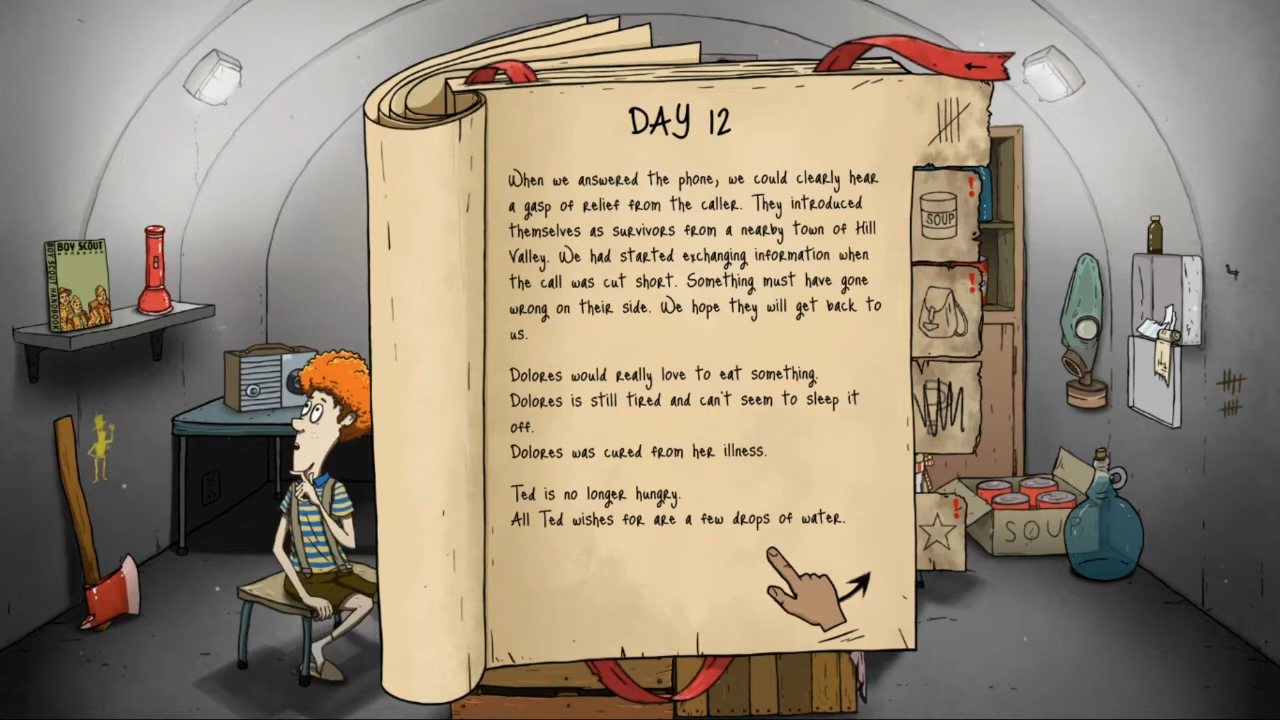 DAY 12
When we answered the phone, we could clearly hear
a gasp of relief from the caller. They introduced
themselves as survivors from a nearby town of Hill
Valley. We had started exchanging information when
the call was cut short. Something must have gone
wrong on their side. We hope they will get back to
us.
Dolores would really love to eat something.
Dolores is still tired and can't seem to sleep it
off.
Dolores was cured from her illness.
Ted is no longer hungry.
All Ted wishes for are a few drops of water.
BOY SCOUT
HANDBOOK
BOY SCOUT HANDBOOK
SOUP
!
!
!
SOUP